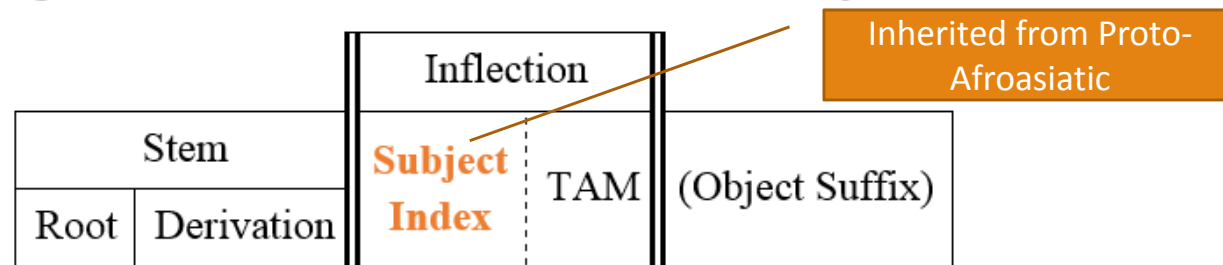 Inherited from Proto-
Afroasiatic
Inflection
Stem
Subject
Index
TAM
(Object Suffix)
Root
Derivation